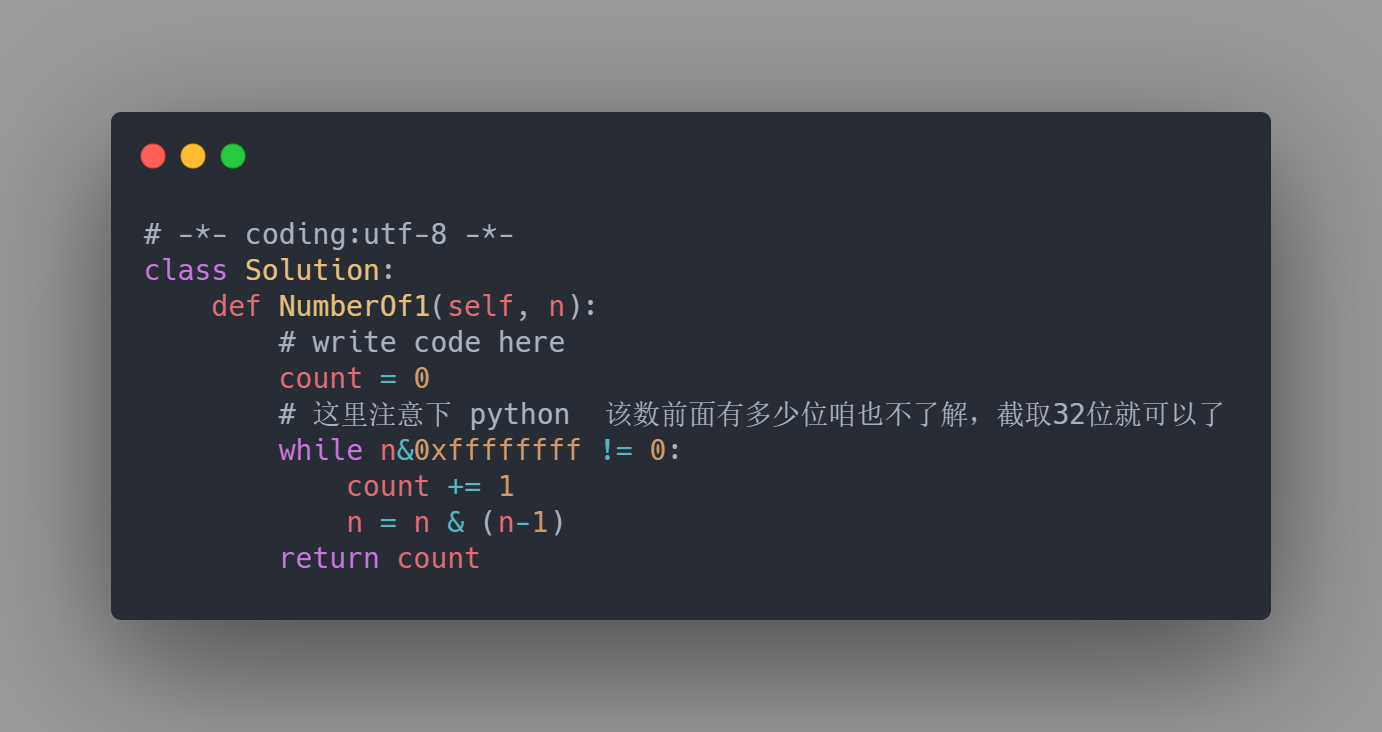 # -*- coding:utf-8 -*-
class Solution:
    def NumberOf1(self, n):
        # write code here
        count = 0
        # 这里注意下 python  该数前面有多少位咱也不了解，截取32位就可以了
        while n&0xffffffff != 0:
            count += 1
            n = n & (n-1)
        return count